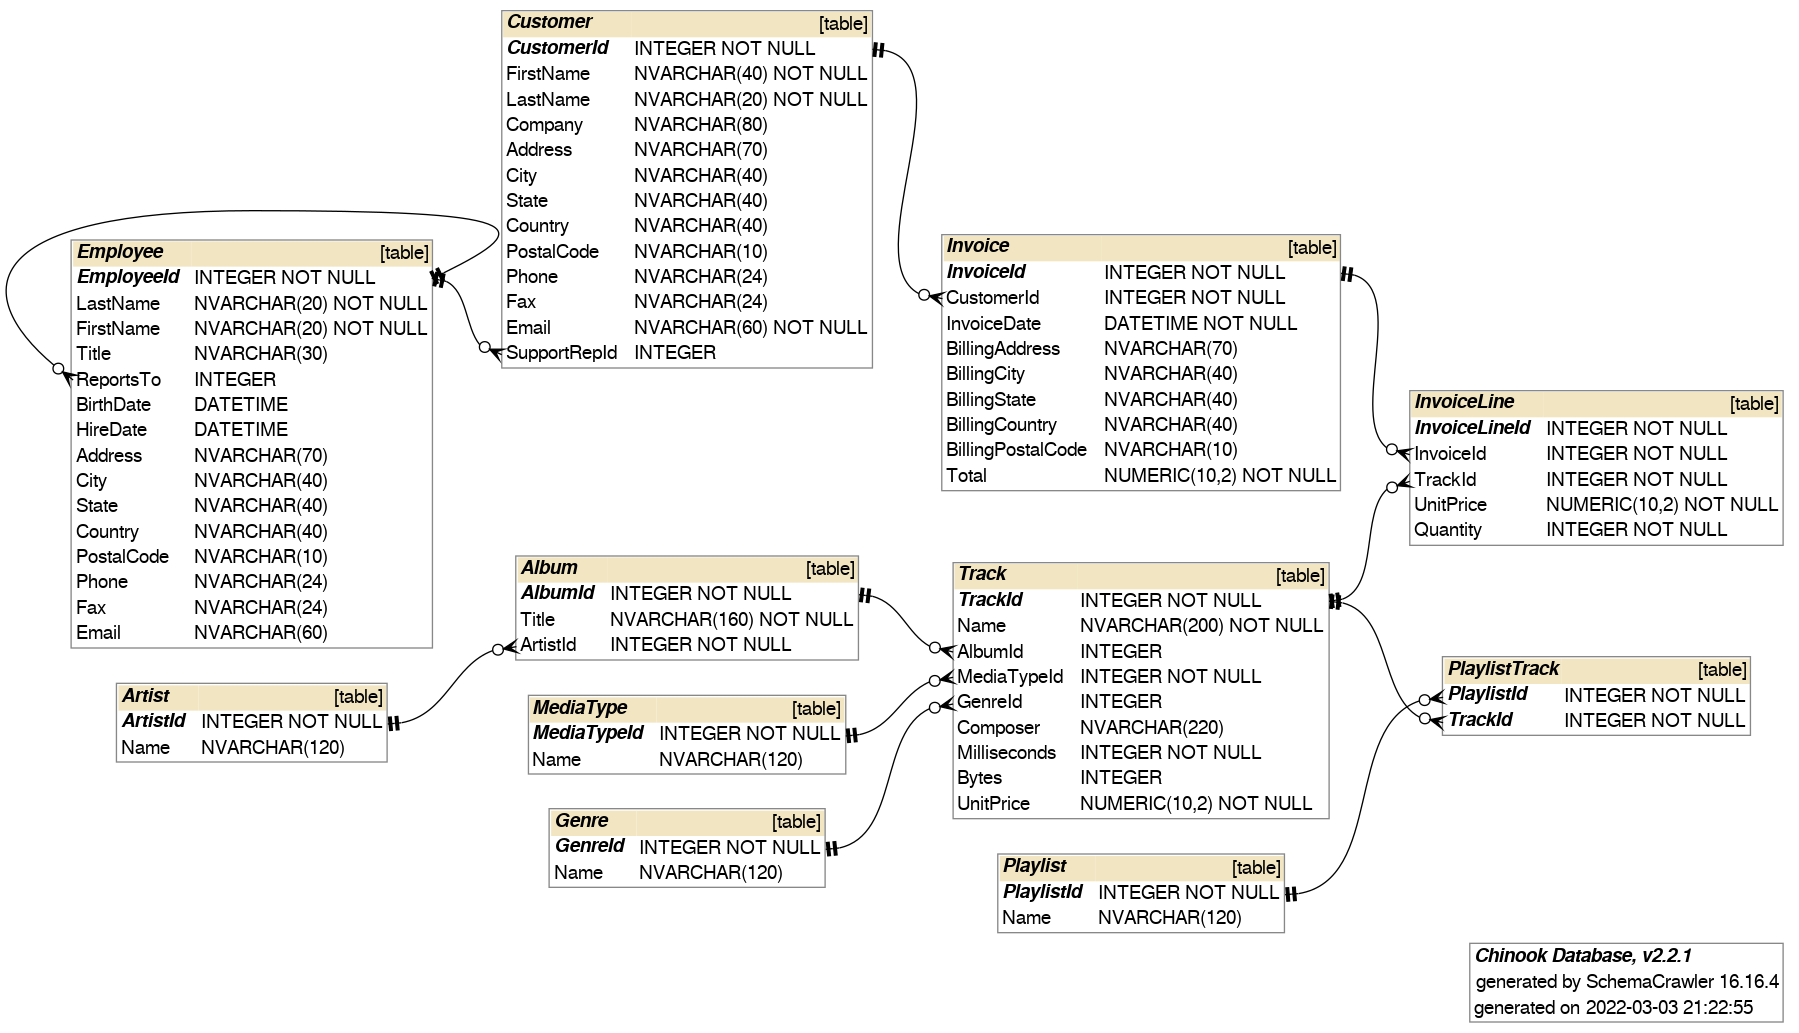 Customer [table]
CustomerId INTEGER NOT NULL
FirstName NVARCHAR(40) NOT NULL
LastName NVARCHAR(20) NOT NULL
Company NVARCHAR(80)
Address NVARCHAR(70)
City NVARCHAR(40)
State NVARCHAR(40)
Country NVARCHAR(40)
PostalCode NVARCHAR(10)
Phone NVARCHAR(24)
Fax NVARCHAR(24)
Email NVARCHAR(60) NOT NULL
SupportRepId INTEGER
Employee [table]
EmployeeId INTEGER NOT NULL
LastName NVARCHAR(20) NOT NULL
FirstName NVARCHAR(20) NOT NULL
Title NVARCHAR(30)
ReportsTo INTEGER
BirthDate DATETIME
HireDate DATETIME
Address NVARCHAR(70)
City NVARCHAR(40)
State NVARCHAR(40)
Country NVARCHAR(40)
PostalCode NVARCHAR(10)
Phone NVARCHAR(24)
Fax NVARCHAR(24)
Email NVARCHAR(60)
Invoice [table]
InvoiceId INTEGER NOT NULL
CustomerId INTEGER NOT NULL
InvoiceDate DATETIME NOT NULL
BillingAddress NVARCHAR(70)
BillingCity NVARCHAR(40)
BillingState NVARCHAR(40)
BillingCountry NVARCHAR(40)
BillingPostalCode NVARCHAR(10)
Total NUMERIC(10,2) NOT NULL
InvoiceLine [table]
InvoiceLineId INTEGER NOT NULL
InvoiceId INTEGER NOT NULL
TrackId INTEGER NOT NULL
UnitPrice NUMERIC(10,2) NOT NULL
Quantity INTEGER NOT NULL
Album [table]
AlbumId INTEGER NOT NULL
Title NVARCHAR(160) NOT NULL
ArtistId INTEGER NOT NULL
Track [table]
TrackId INTEGER NOT NULL
Name NVARCHAR(200) NOT NULL
AlbumId INTEGER
MediaTypeId INTEGER NOT NULL
GenreId INTEGER
Composer NVARCHAR(220)
Milliseconds INTEGER NOT NULL
Bytes INTEGER
UnitPrice NUMERIC(10,2) NOT NULL
PlaylistTrack [table]
PlaylistId INTEGER NOT NULL
TrackId INTEGER NOT NULL
Artist [table]
ArtistId INTEGER NOT NULL
Name NVARCHAR(120)
MediaType [table]
MediaTypeId INTEGER NOT NULL
Name NVARCHAR(120)
Genre [table]
GenreId INTEGER NOT NULL
Name NVARCHAR(120)
Playlist [table]
PlaylistId INTEGER NOT NULL
Name NVARCHAR(120)
Chinook Database, v2.2.1
generated by SchemaCrawler 16.16.4
generated on 2022-03-03 21:22:55